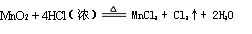 MnO₂+4HCl(浓) ≜ MnCl₂ + Cl₂↑ + 2H₂O